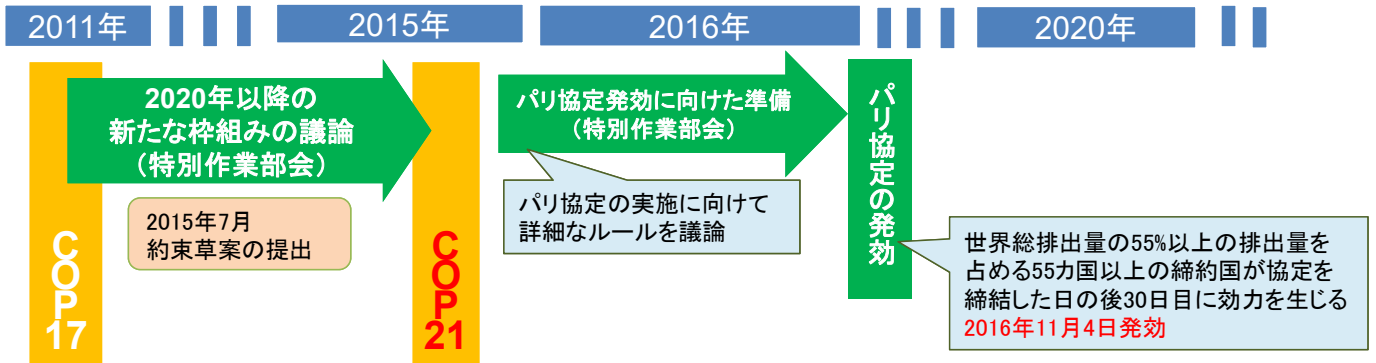 2011年
2015年
2016年
2020年
2020年以降の
新たな枠組みの議論
（特別作業部会）
パリ協定発効に向けた準備
（特別作業部会）
パリ協定の発効
2015年7月
約束草案の提出
パリ協定の実施に向けて
詳細なルールを議論
COP17
COP21
世界総排出量の55%以上の排出量を
占める55カ国以上の締約国が協定を
締結した日の後30日目に効力を生じる
2016年11月4日発効